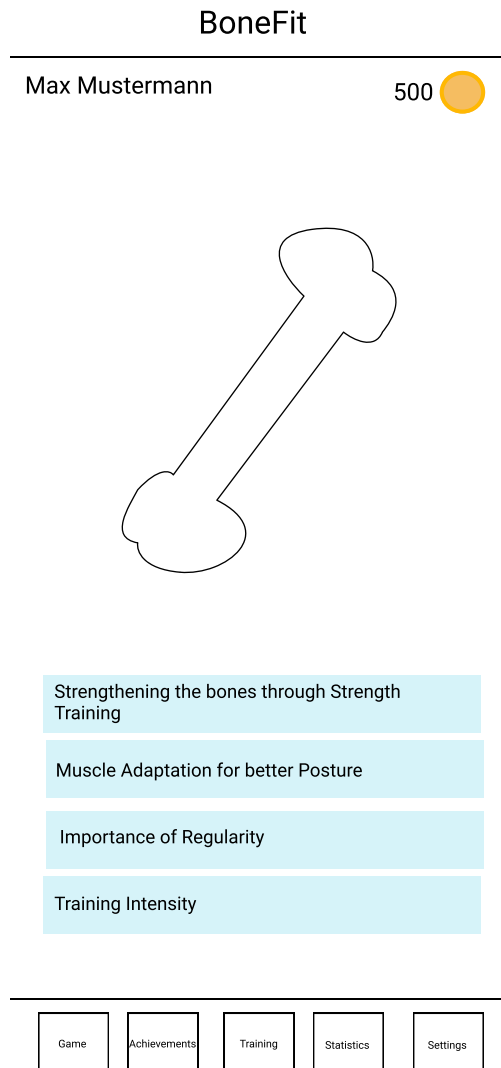 BoneFit
Max Mustermann
500
Strengthening the bones through Strength
Training
Muscle Adaptation for better Posture
Importance of Regularity
Training Intensity
Game
Achievements
Training
Statistics
Settings